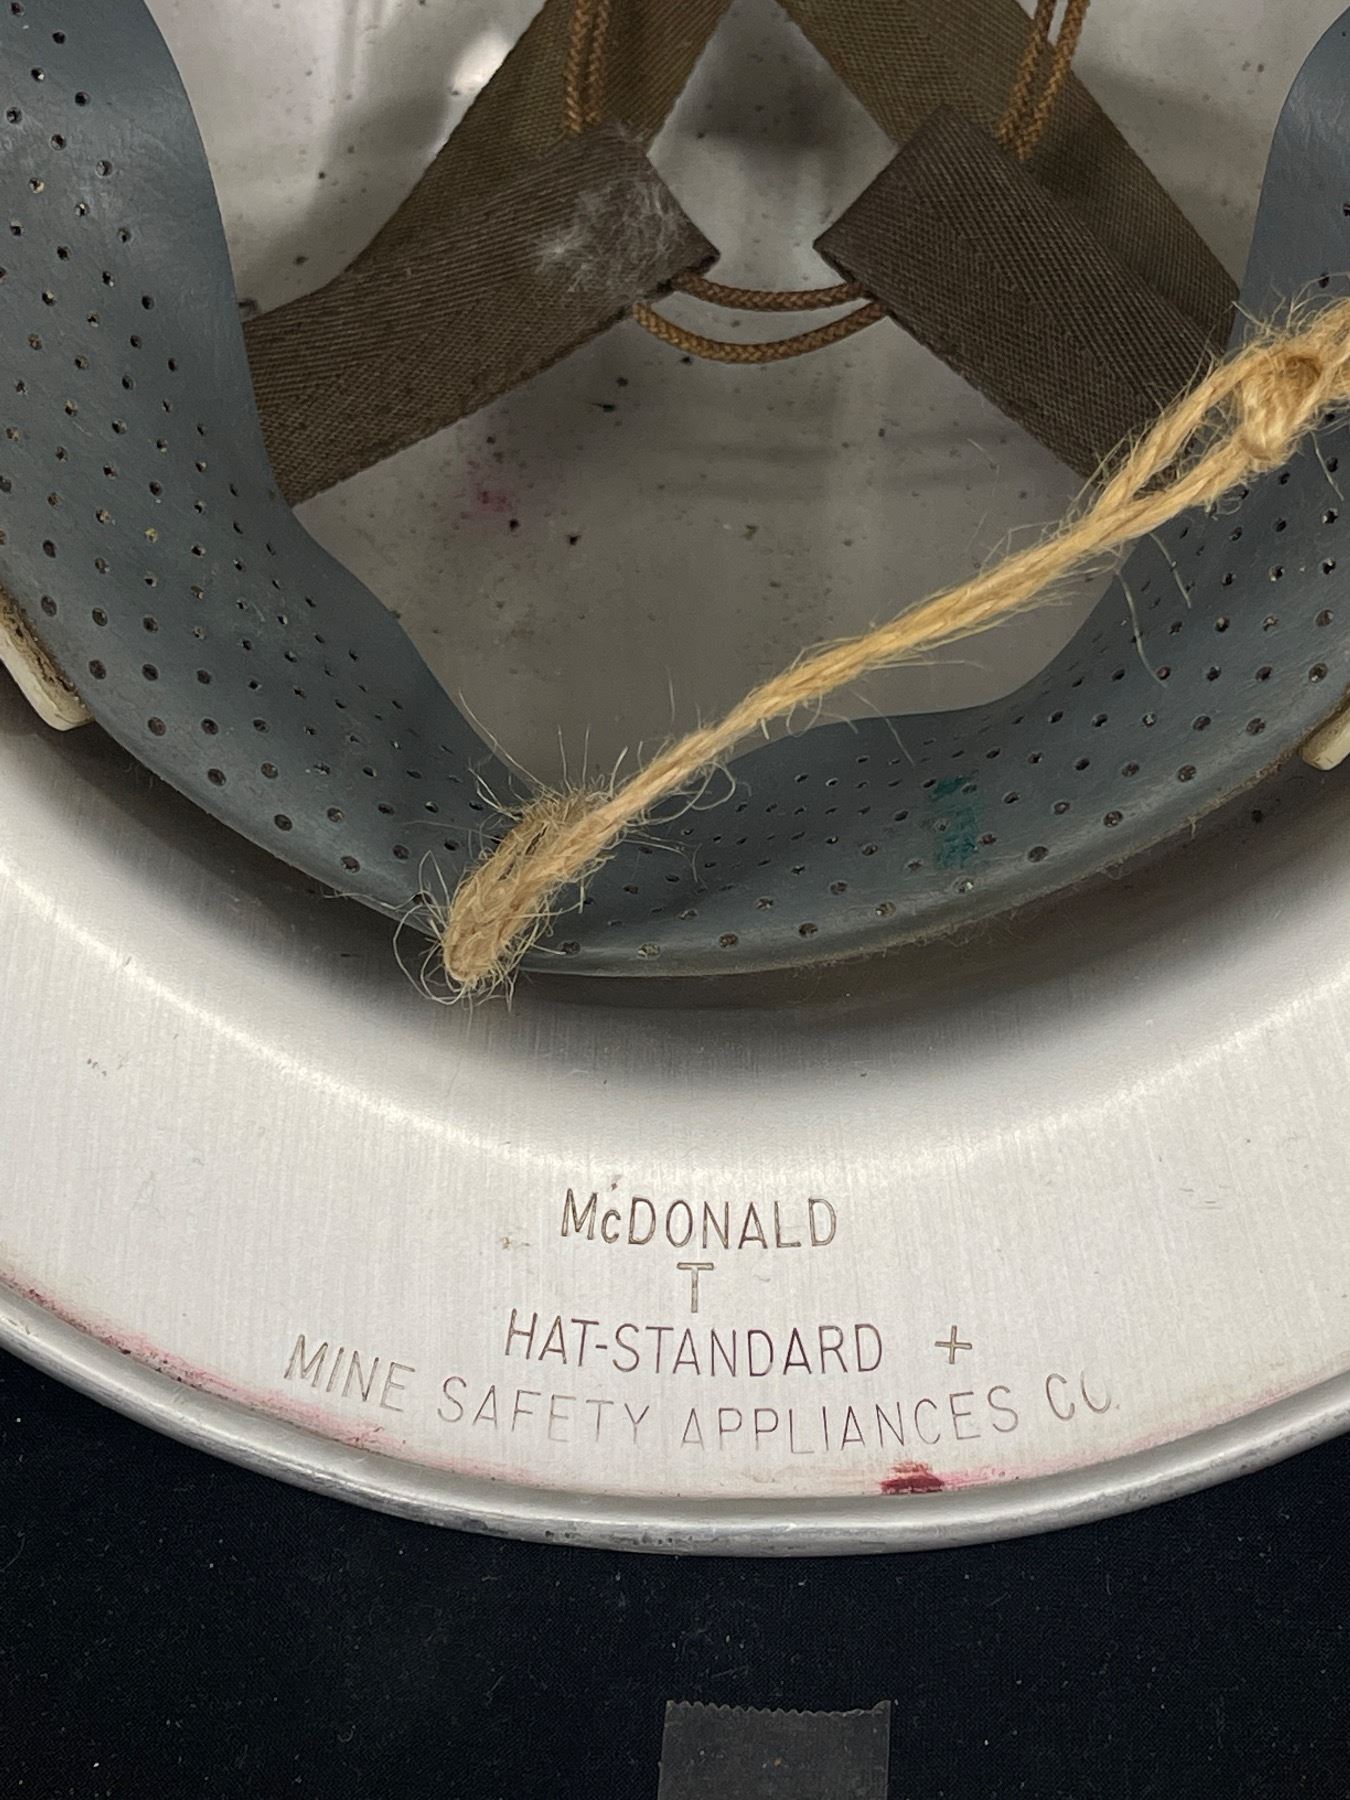 McDONALD
T
HAT-STANDARD +
MINE SAFETY APPLIANCES CO.